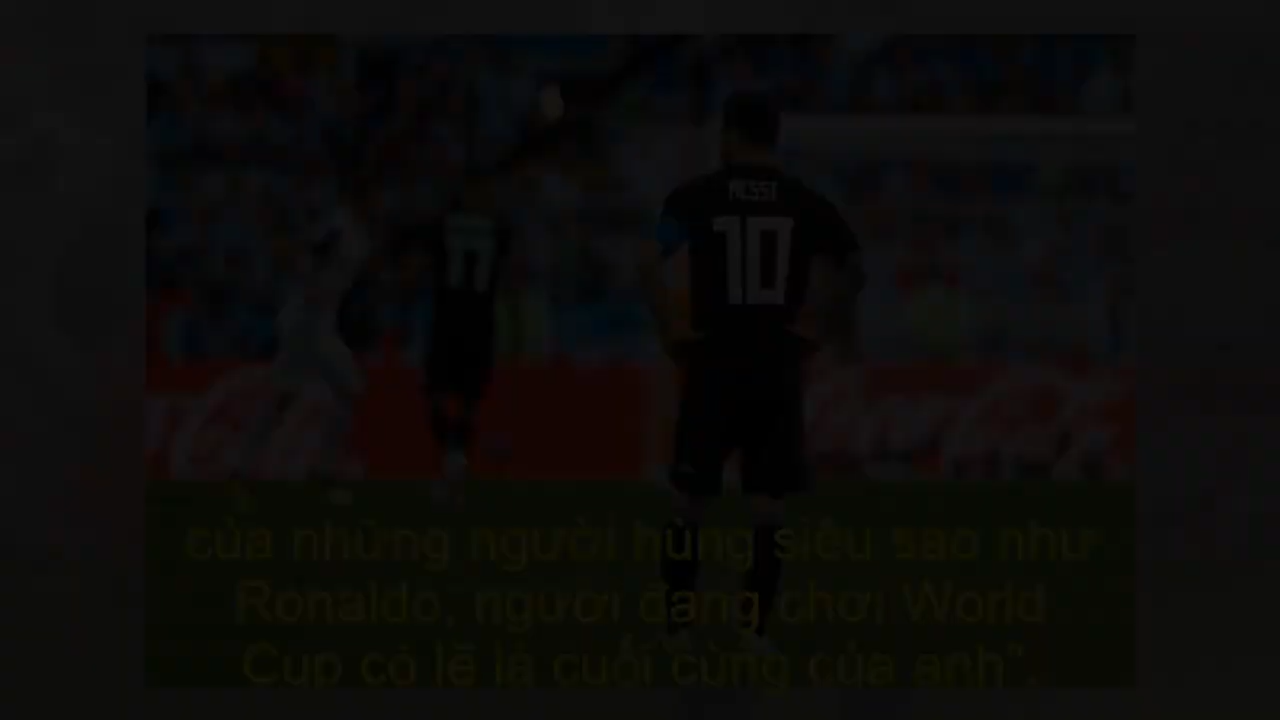 MESSI
10
11
của những người hùng siêu sao như
Ronaldo, người đang chơi World
Cup có lẽ là cuối cùng của anh".